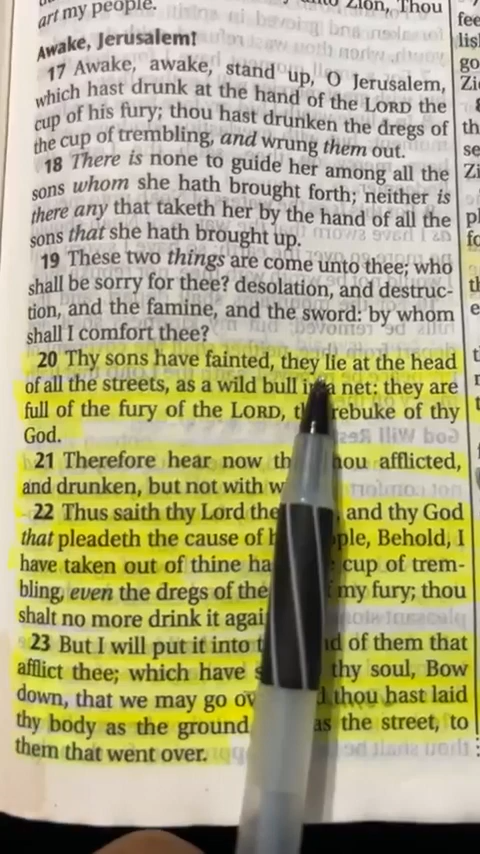 art my people.
Zion, Thou
Awake, Jerusalem!
17 Awake, awake, stand up, O Jerusalem,
which hast drunk at the hand of the LORD the
cup of his fury; thou hast drunken the dregs of
the cup of trembling, and wrung them out.
18 There is none to guide her among all the
sons whom she hath brought forth; neither is
there any that taketh her by the hand of all the
sons that she hath brought up.
19 These two things are come unto thee; who
shall be sorry for thee? desolation, and destruc-
tion, and the famine, and the sword: by whom
shall I comfort thee?
20 Thy sons have fainted, they lie at the head
of all the streets, as a wild bull in a net: they are
full of the fury of the LORD, rebuke of thy
God.
21 Therefore hear now afflicted,
and drunken, but not with
22 Thus saith thy Lord the and thy God
that pleadeth the cause of Behold, I
have taken out of thine cup of trem-
bling, even the dregs of the my fury; thou
shalt no more drink it
23 But I will put it into of them that
afflict thee; which have thy soul, Bow
down, that we may go thou hast laid
thy body as the ground as the street, to
them that went over.